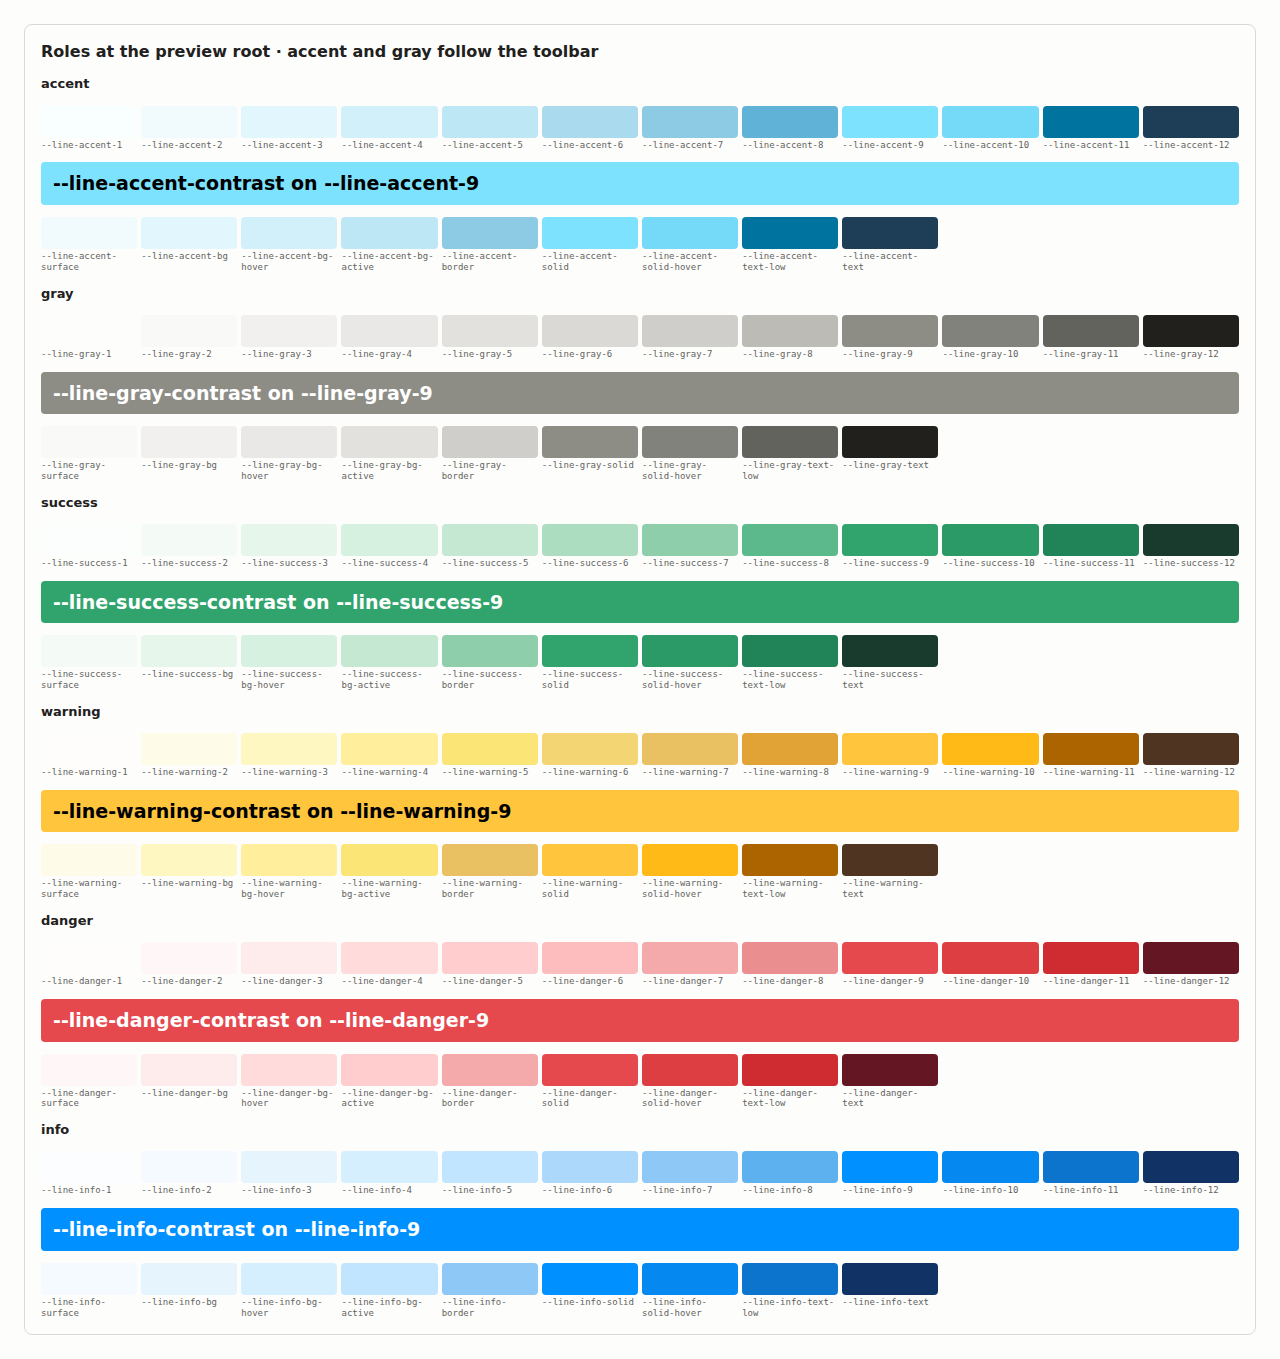 Roles at the preview root · accent and gray follow the toolbar
accent
--line-accent-1 --line-accent-2 --line-accent-3 --line-accent-4 --line-accent-5 --line-accent-6 --line-accent-7 --line-accent-8 --line-accent-9 --line-accent-10 --line-accent-11 --line-accent-12
--line-accent-contrast on --line-accent-9
--line-accent- --line-accent-bg --line-accent-bg- --line-accent-bg- --line-accent- --line-accent- --line-accent- --line-accent- --line-accent-
surface hover active border solid solid-hover text-low text
gray
--line-gray-1 --line-gray-2 --line-gray-3 --line-gray-4 --line-gray-5 --line-gray-6 --line-gray-7 --line-gray-8 --line-gray-9 --line-gray-10 --line-gray-11 --line-gray-12
--line-gray-contrast on --line-gray-9
--line-gray- --line-gray-bg --line-gray-bg- --line-gray-bg- --line-gray- --line-gray-solid --line-gray- --line-gray-text- --line-gray-text
surface hover active border solid-hover low
success
--line-success-1 --line-success-2 --line-success-3 --line-success-4 --line-success-5 --line-success-6 --line-success-7 --line-success-8 --line-success-9 --line-success-10 --line-success-11 --line-success-12
--line-success-contrast on --line-success-9
--line-success- --line-success-bg --line-success- --line-success- --line-success- --line-success- --line-success- --line-success- --line-success-
surface bg-hover bg-active border solid solid-hover text-low text
warning
--line-warning-1 --line-warning-2 --line-warning-3 --line-warning-4 --line-warning-5 --line-warning-6 --line-warning-7 --line-warning-8 --line-warning-9 --line-warning-10 --line-warning-11 --line-warning-12
--line-warning-contrast on --line-warning-9
--line-warning- --line-warning-bg --line-warning- --line-warning- --line-warning- --line-warning- --line-warning- --line-warning- --line-warning-
surface bg-hover bg-active border solid solid-hover text-low text
danger
--line-danger-1 --line-danger-2 --line-danger-3 --line-danger-4 --line-danger-5 --line-danger-6 --line-danger-7 --line-danger-8 --line-danger-9 --line-danger-10 --line-danger-11 --line-danger-12
--line-danger-contrast on --line-danger-9
--line-danger- --line-danger-bg --line-danger-bg- --line-danger-bg- --line-danger- --line-danger- --line-danger- --line-danger- --line-danger-
surface hover active border solid solid-hover text-low text
info
--line-info-1 --line-info-2 --line-info-3 --line-info-4 --line-info-5 --line-info-6 --line-info-7 --line-info-8 --line-info-9 --line-info-10 --line-info-11 --line-info-12
--line-info-contrast on --line-info-9
--line-info- --line-info-bg --line-info-bg- --line-info-bg- --line-info- --line-info-solid --line-info- --line-info-text- --line-info-text
surface hover active border solid-hover low